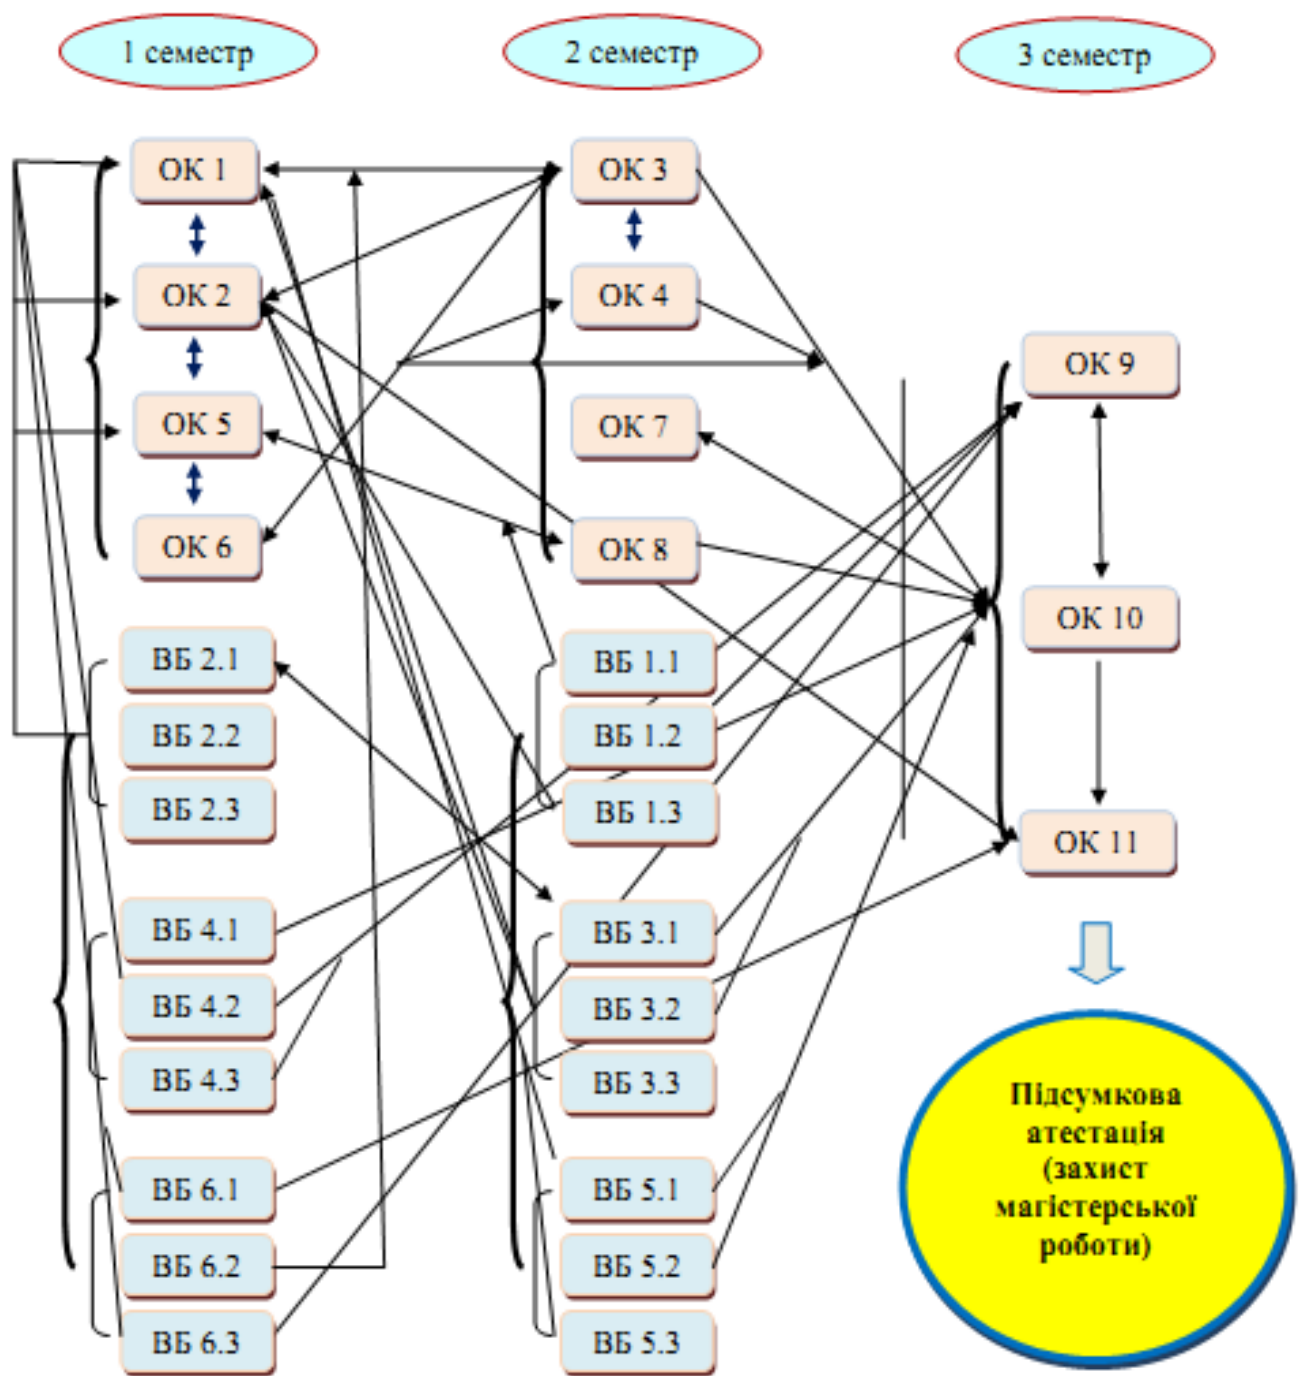 1 семестр
2 семестр
3 семестр
ОК 1
ОК 2
ОК 5
ОК 6
ВБ 2.1
ВБ 2.2
ВБ 2.3
ВБ 4.1
ВБ 4.2
ВБ 4.3
ВБ 6.1
ВБ 6.2
ВБ 6.3
ОК 3
ОК 4
ОК 7
ОК 8
ВБ 1.1
ВБ 1.2
ВБ 1.3
ВБ 3.1
ВБ 3.2
ВБ 3.3
ВБ 5.1
ВБ 5.2
ВБ 5.3
ОК 9
ОК 10
ОК 11
Підсумкова
атестація
(захист
магістерської
роботи)